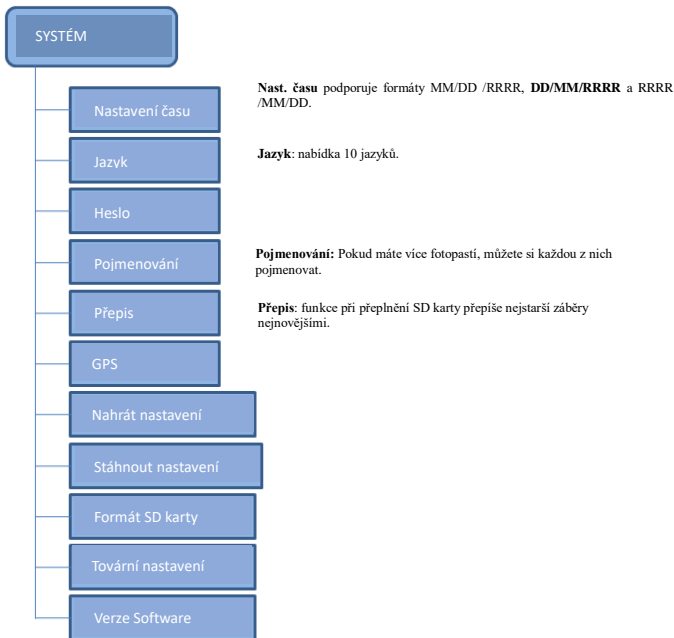 SYSTÉM
Nastavení času
Nast. času podporuje formáty MM/DD /RRRR, DD/MM/RRRR a RRRR
/MM/DD.
Jazyk
Jazyk: nabídka 10 jazyků.
Heslo
Pojmenování
Pojmenování: Pokud máte více fotopastí, můžete si každou z nich
pojmenovat.
Přepis
Přepis: funkce při přeplnění SD karty přepíše nejstarší záběry
nejnovějšími.
GPS
Nahrát nastavení
Stáhnout nastavení
Formát SD karty
Tovární nastavení
Verze Software